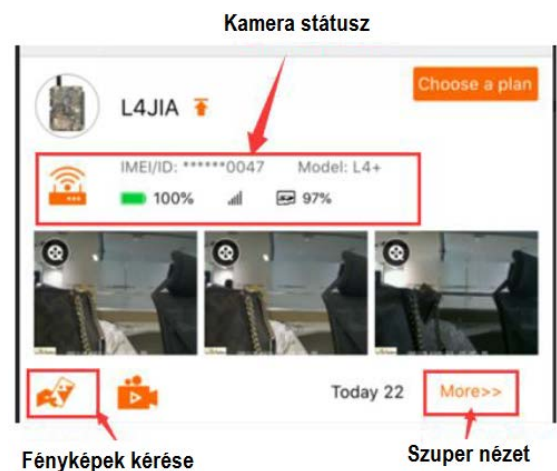 Kamera státusz
Choose a plan
L4JIA
IMEI/ID: ******0047 Model: L4+
100% 97%
Today 22 More>>
Fényképek kérése
Szuper nézet